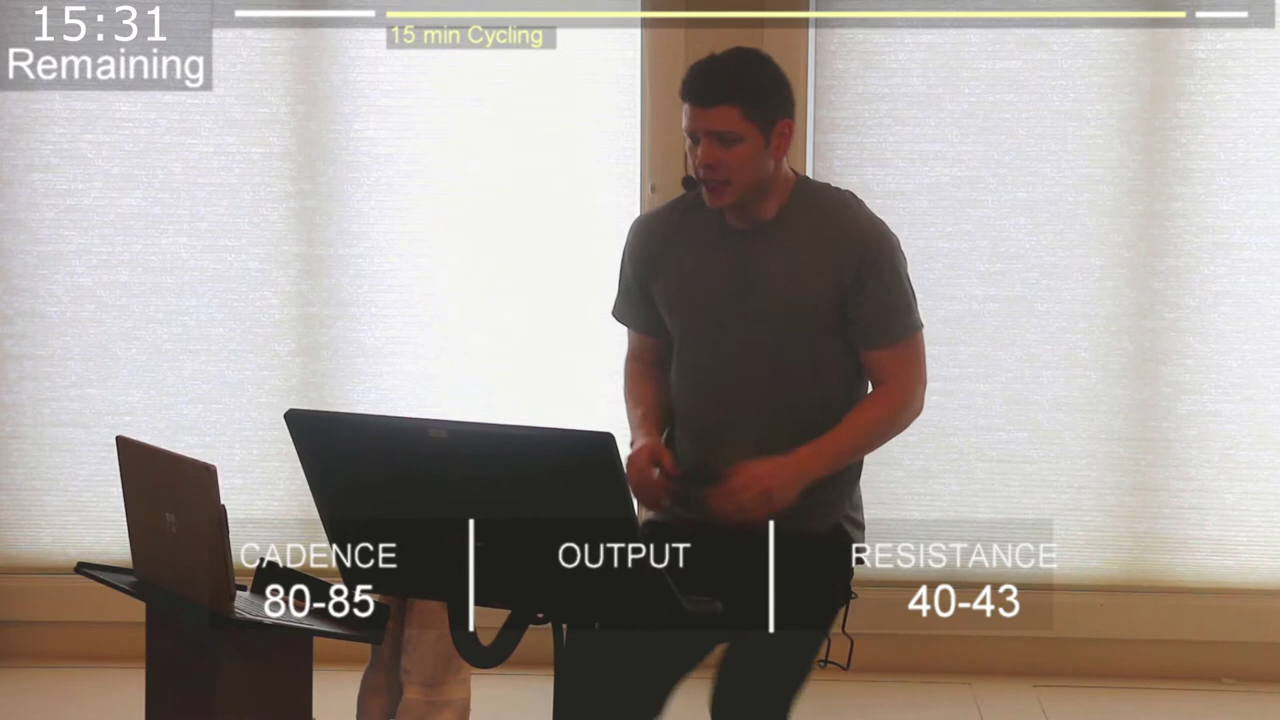 15:31
Remaining
15 min Cycling
CADENCE
80-85
OUTPUT
RESISTANCE
40-43